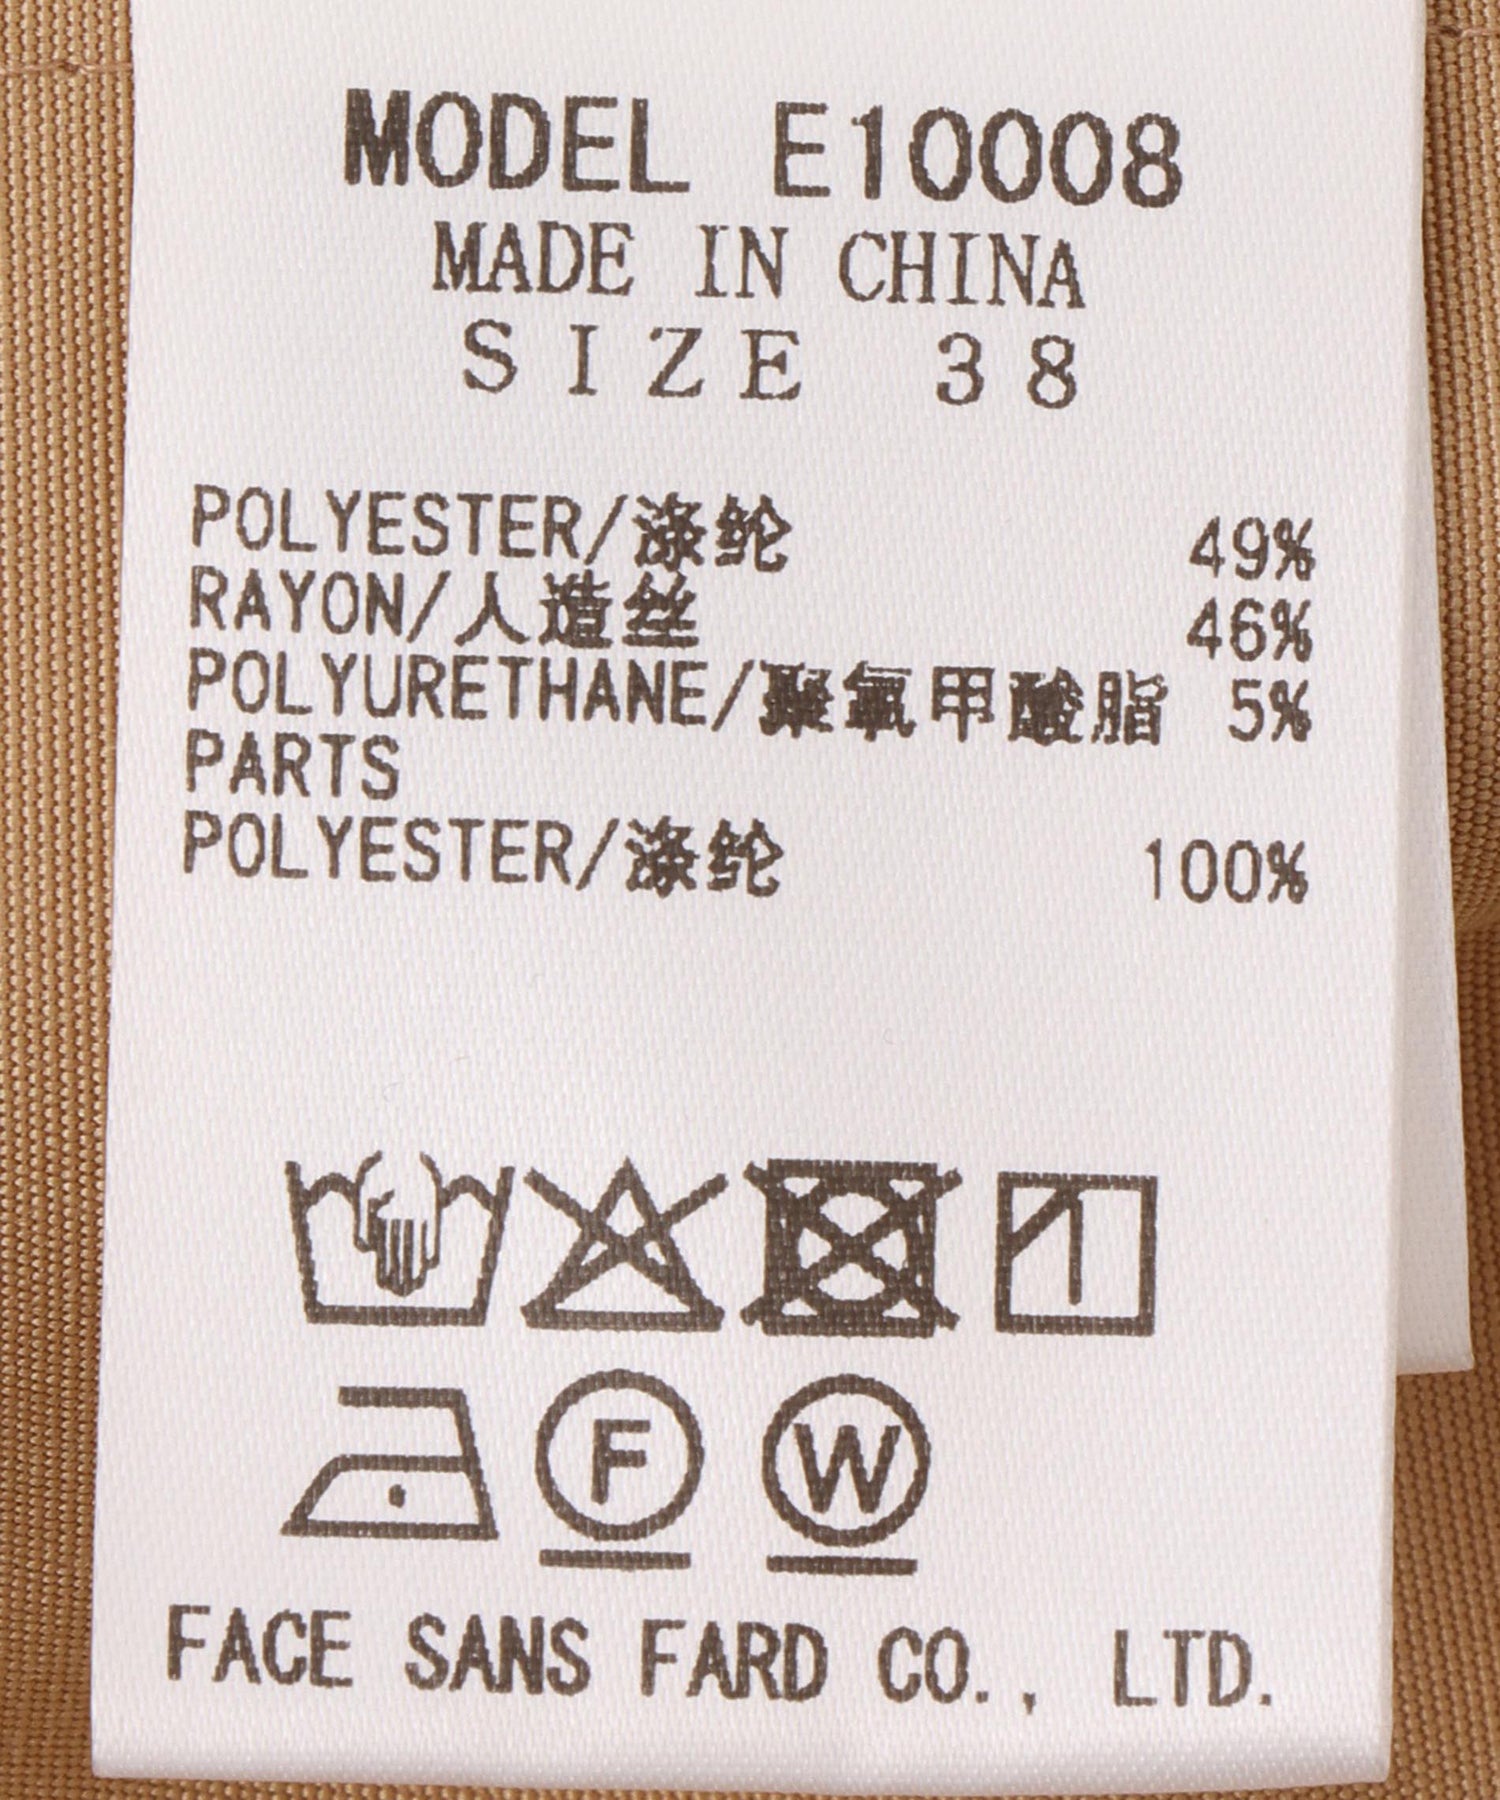 MODEL E10008
MADE IN CHINA
SIZE 38
POLYESTER/涤纶 49%
RAYON/人造丝 46%
POLYURETHANE/聚氧甲酸脂 5%
PARTS
POLYESTER/涤纶 100%
F W
FACE SANS FARD CO., LTD.